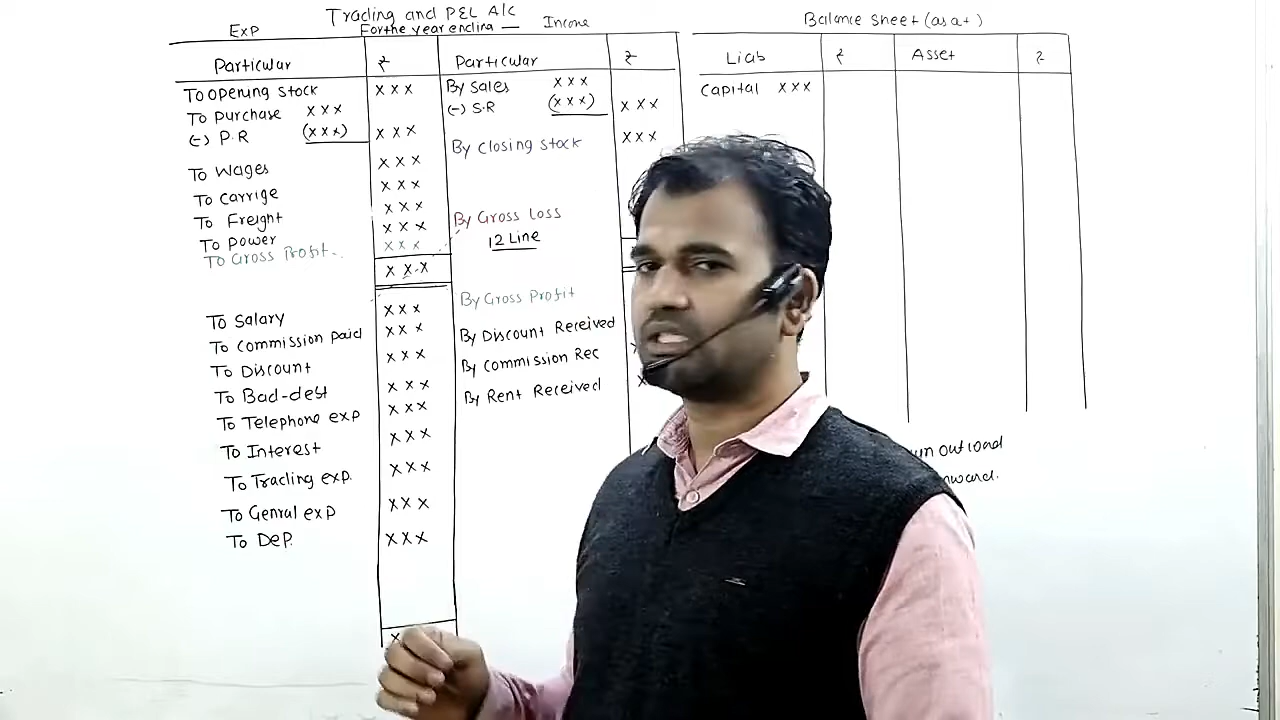 Trading and P&L A/c
Exp For the year ending — Income
Particular ₹ Particular ₹
To opening stock xxx By Sales xxx
To purchase xxx (-) S.R (xxx) xxx
(-) P.R (xxx) xxx By closing stock xxx
To wages xxx
To carrige xxx
To Freight xxx By Gross Loss
To power xxx 12 Line
To Gross Profit xxx
xxx
By Gross Profit
To Salary xxx By Discount Received
To commission paid xxx By commission Rec
To Discount xxx By Rent Received
To Bad-debt xxx
To Telephone exp xxx
To Interest xxx
To Trading exp. xxx
To Genral exp xxx
To Dep. xxx
x
Balance Sheet (as at)
Liab ₹ Asset ₹
Capital xxx